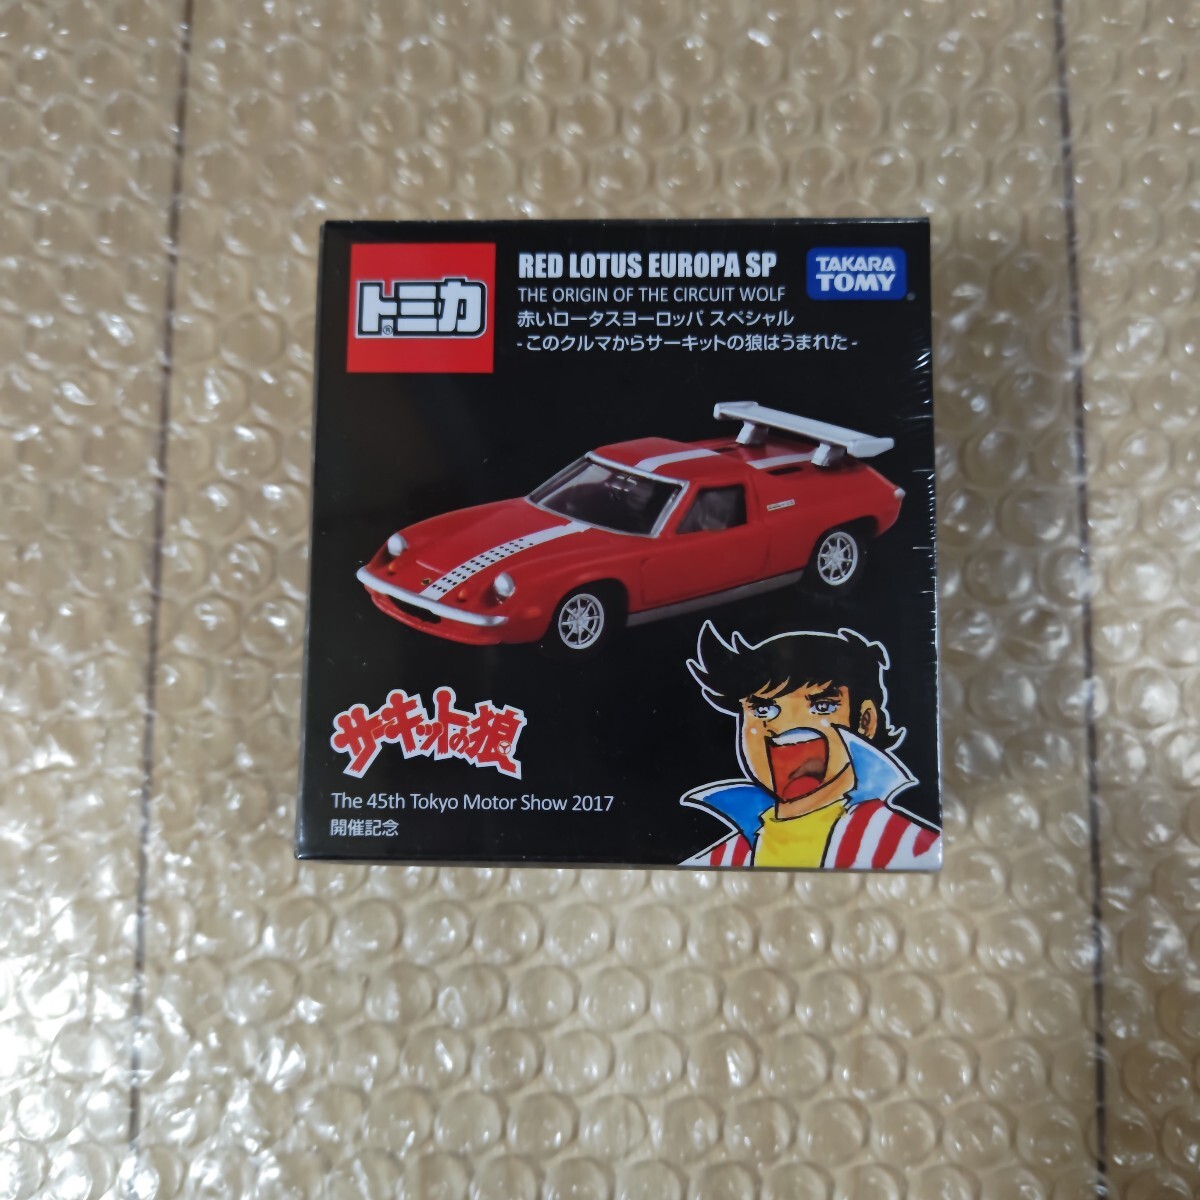 トミカ®
RED LOTUS EUROPA SP
THE ORIGIN OF THE CIRCUIT WOLF
赤いロータスヨーロッパ スペシャル
- このクルマからサーキットの狼はうまれた -
TAKARA
TOMY
サーキットの狼
The 45th Tokyo Motor Show 2017
開催記念